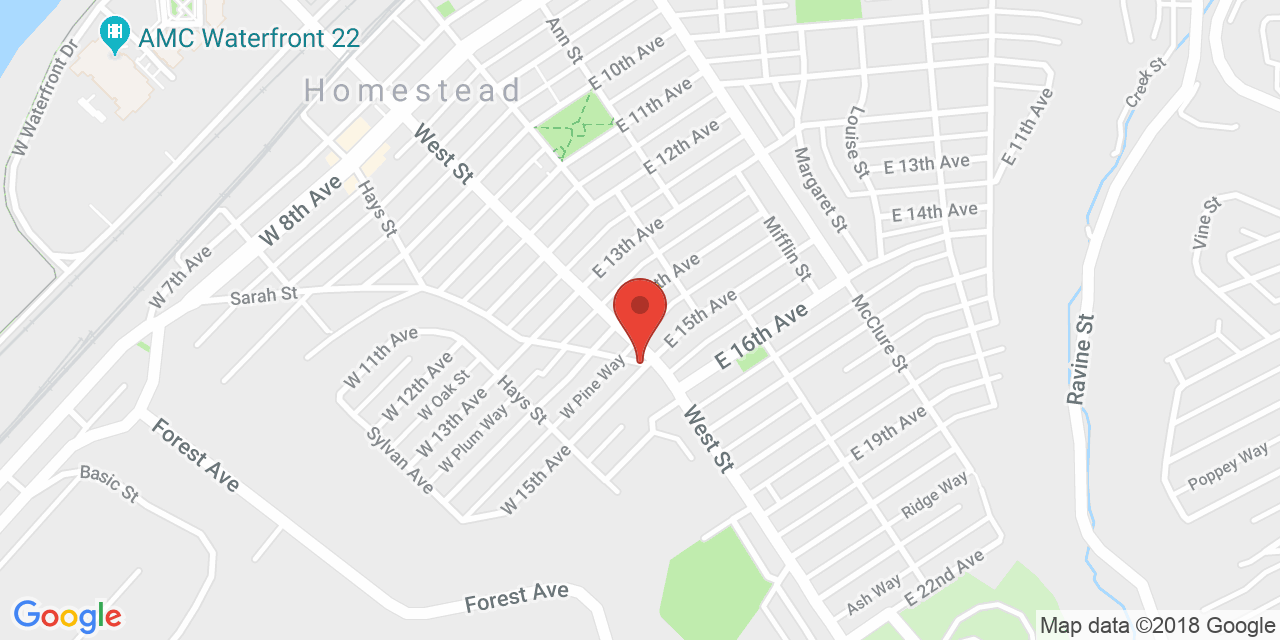 AMC Waterfront 22
W Waterfront Dr
Homestead
Ann St
E 10th Ave
E 11th Ave
E 12th Ave
West St
Hays St
W 8th Ave
W 7th Ave
Sarah St
E 13th Ave
th Ave
E 15th Ave
E 16th Ave
Mifflin St
Margaret St
Louise St
E 13th Ave
E 14th Ave
E 11th Ave
Creek St
Vine St
Ravine St
McClure St
W 11th Ave
W 12th Ave
W Oak St
W 13th Ave
W Plum Way
Hays St
W Pine Way
W 15th Ave
Sylvan Ave
Forest Ave
Basic St
West St
E 19th Ave
Ridge Way
Poppey Way
Ash Way
E 22nd Ave
Forest Ave
Google
Map data ©2018 Google